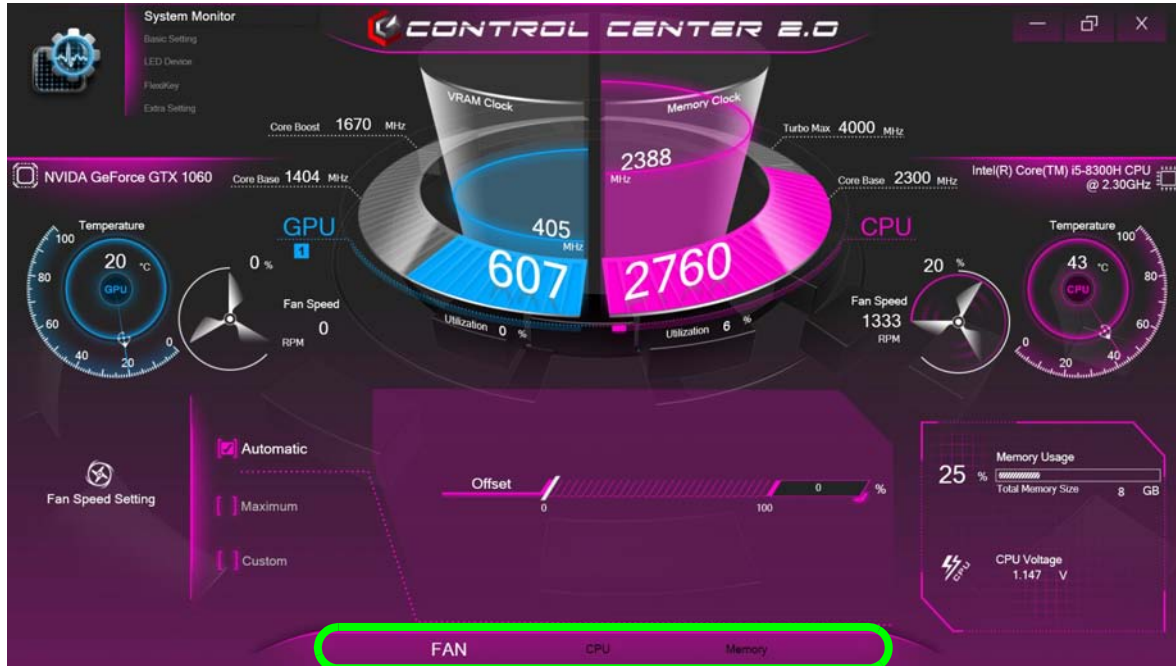 System Monitor
Basic Setting
LED Device
FlexiKey
Extra Setting
CONTROL CENTER 2.0
VRAM Clock
Memory Clock
Core Boost 1670 MHz
Turbo Max 4000 MHz
2388
MHz
NVIDIA GeForce GTX 1060
Core Base 1404 MHz
Core Base 2300 MHz
Intel(R) Core(TM) i5-8300H CPU
@ 2.30GHz
GPU
1
405
MHz
CPU
607
2760
Temperature
100
20 °C
80
GPU
60
40
20
0
0 %
Fan Speed
0
RPM
Utilization 0 %
Utilization 6 %
20 %
Fan Speed
1333
RPM
Temperature
100
43 °C
80
CPU
60
40
20
0
Fan Speed Setting
Automatic
Maximum
Custom
Offset
0 %
0
100
Memory Usage
25 %
Total Memory Size 8 GB
CPU
CPU Voltage
1.147 V
FAN CPU Memory